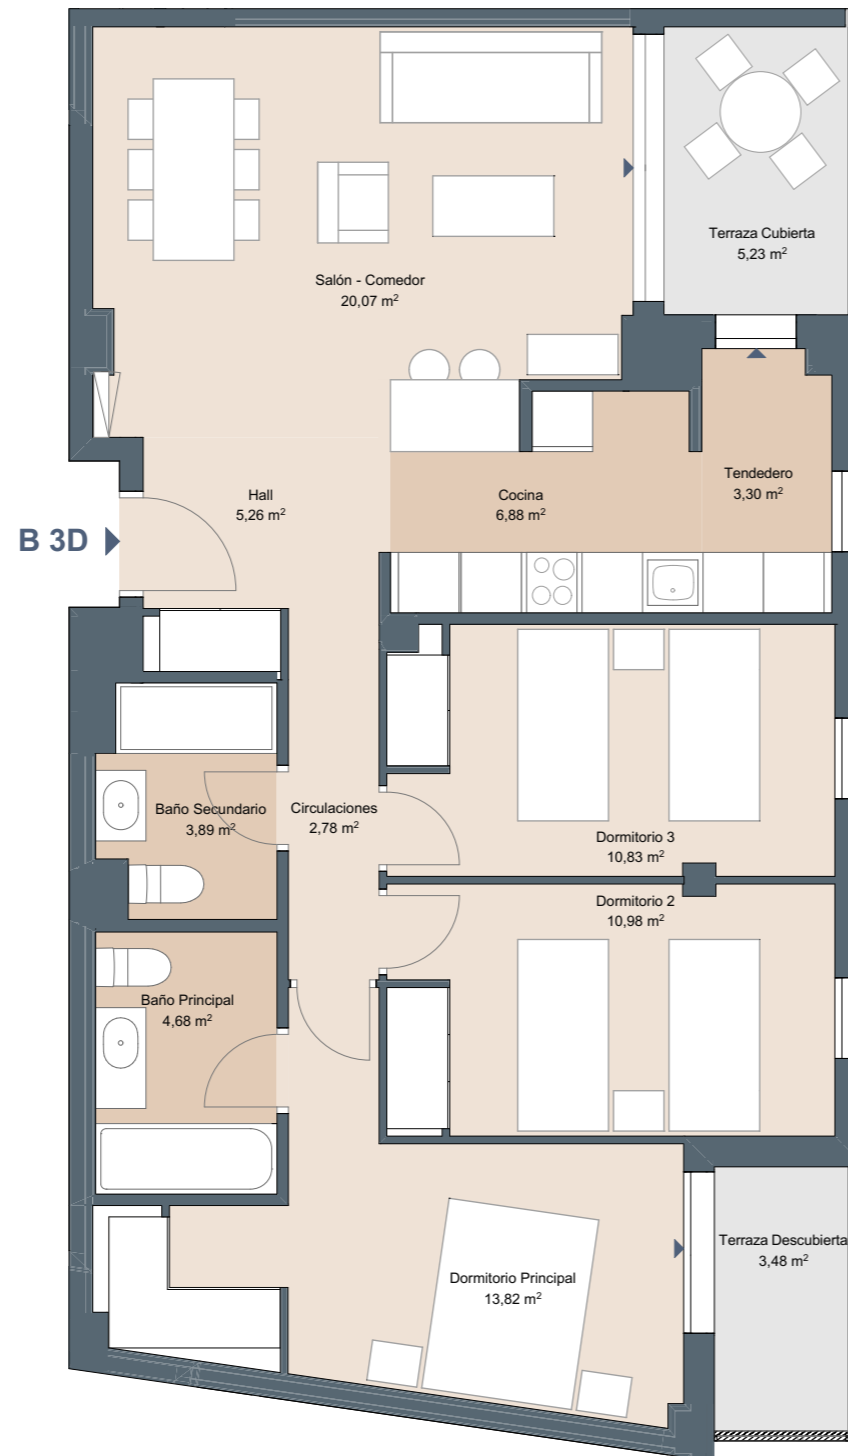 Terraza Cubierta
5,23 m²
Salón - Comedor
20,07 m²
Tendedero
3,30 m²
Hall
5,26 m²
Cocina
6,88 m²
B 3D
Baño Secundario
3,89 m²
Circulaciones
2,78 m²
Dormitorio 3
10,83 m²
Dormitorio 2
10,98 m²
Baño Principal
4,68 m²
Terraza Descubierta
3,48 m²
Dormitorio Principal
13,82 m²